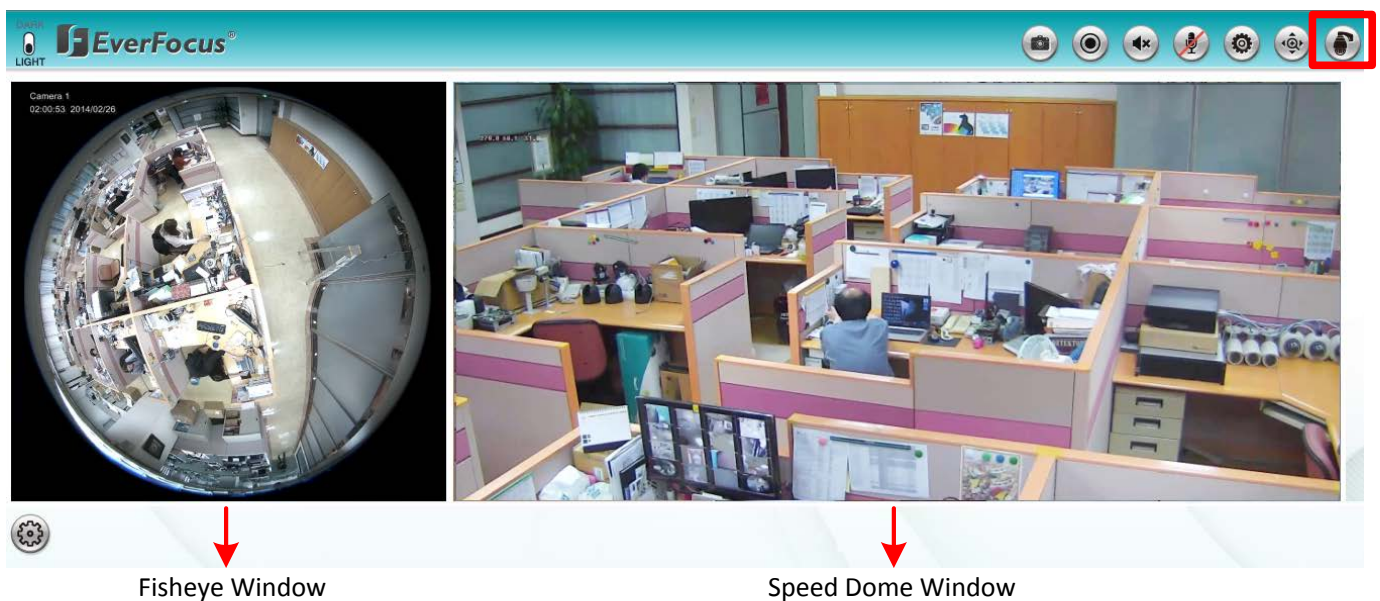 DARK
LIGHT
EverFocus®
Camera 1
02:00:53 2014/02/26
Fisheye Window
Speed Dome Window